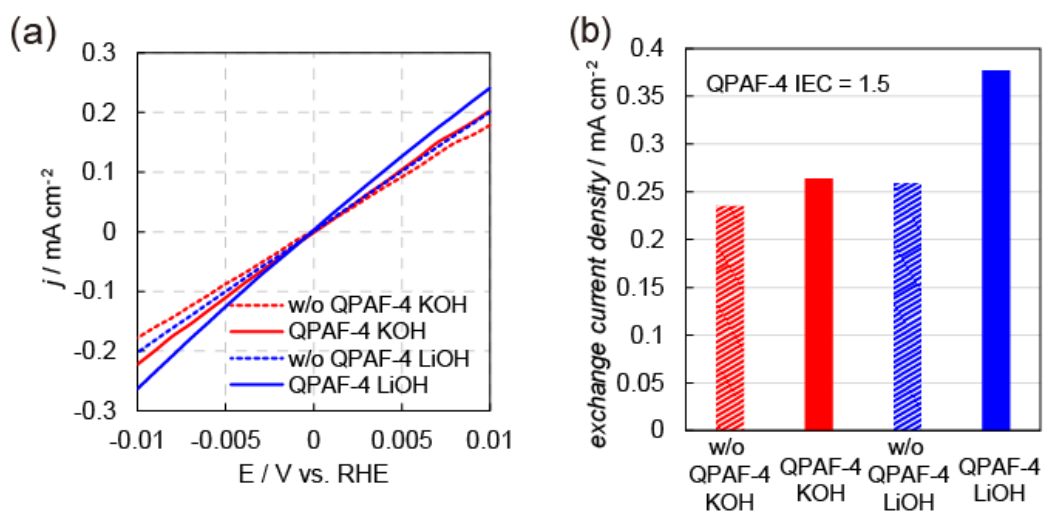 (a)
j / mA cm⁻²
0.3
0.2
0.1
0
-0.1
-0.2
-0.3
-0.01
-0.005
0
0.005
0.01
E / V vs. RHE
w/o QPAF-4 KOH
QPAF-4 KOH
w/o QPAF-4 LiOH
QPAF-4 LiOH
(b)
exchange current density / mA cm⁻²
0.4
0.35
0.3
0.25
0.2
0.15
0.1
0.05
0
QPAF-4 IEC = 1.5
w/o
QPAF-4
KOH
QPAF-4
KOH
w/o
QPAF-4
LiOH
QPAF-4
LiOH